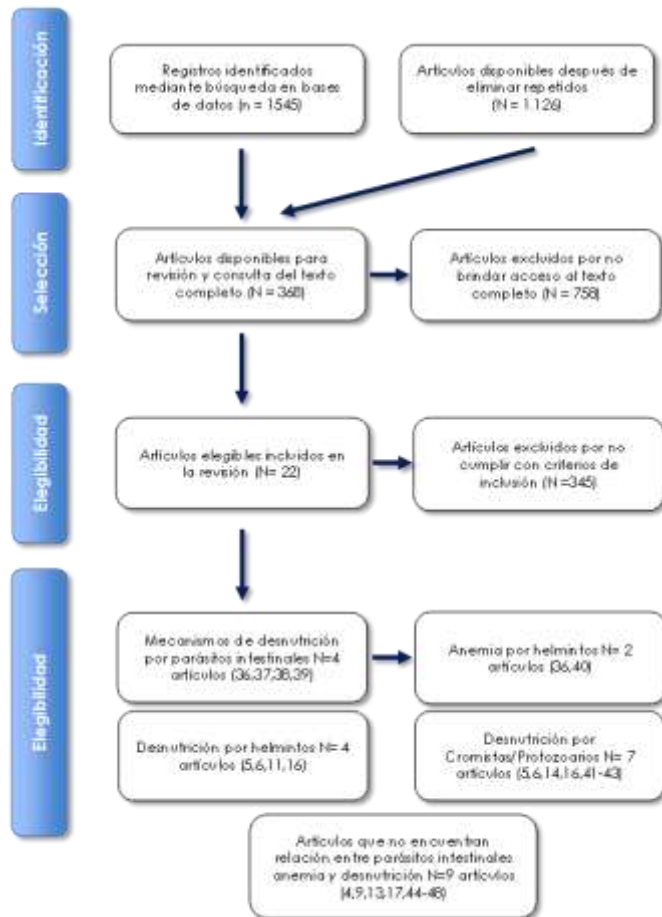 Identificación
Registros identificados
mediante búsqueda en bases
de datos (n = 1545)
Artículos disponibles después de
eliminar repetidos
(N = 1.126)
Selección
Artículos disponibles para
revisión y consulta del texto
completo (N = 368)
Artículos excluidos por no
brindar acceso al texto
completo (N = 758)
Elegibilidad
Artículos elegibles incluidos en
la revisión (N= 22)
Artículos excluidos por no
cumplir con criterios de
inclusión (N =345)
Elegibilidad
Mecanismos de desnutrición
por parásitos intestinales N=4
artículos (36,37,38,39)
Anemia por helmintos N= 2
artículos (36,40)
Desnutrición por helmintos N= 4
artículos (5,6,11,16)
Desnutrición por
Cromistas/Protozoarios N= 7
artículos (5,6,14,16,41-43)
Artículos que no encuentran
relación entre parásitos intestinales
anemia y desnutrición N=9 artículos
(4,9,13,17,44-48)